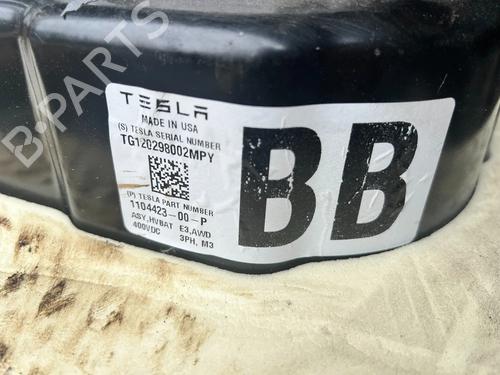 TESLA
MADE IN USA
(S) TESLA SERIAL NUMBER
TG120298002MPY
(P) TESLA PART NUMBER
1104423-00-P
ASY,HVBAT E3,AWD
400VDC 3PH, M3
BB
B-PARTS